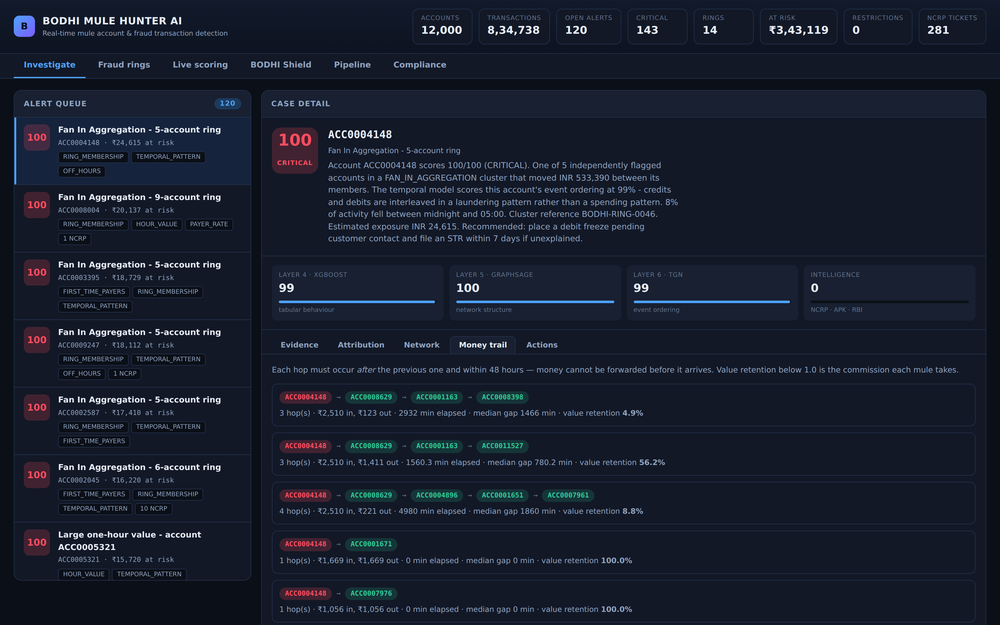 B
BODHI MULE HUNTER AI
Real-time mule account & fraud transaction detection
ACCOUNTS
12,000
TRANSACTIONS
8,34,738
OPEN ALERTS
120
CRITICAL
143
RINGS
14
AT RISK
₹3,43,119
RESTRICTIONS
0
NCRP TICKETS
281
Investigate Fraud rings Live scoring BODHI Shield Pipeline Compliance
ALERT QUEUE 120
100
Fan In Aggregation - 5-account ring
ACC0004148 · ₹24,615 at risk
RING_MEMBERSHIP TEMPORAL_PATTERN
OFF_HOURS
100
Fan In Aggregation - 9-account ring
ACC0008004 · ₹20,137 at risk
RING_MEMBERSHIP HOUR_VALUE PAYER_RATE
1 NCRP
100
Fan In Aggregation - 5-account ring
ACC0003395 · ₹18,729 at risk
FIRST_TIME_PAYERS RING_MEMBERSHIP
TEMPORAL_PATTERN
100
Fan In Aggregation - 5-account ring
ACC0009247 · ₹18,112 at risk
RING_MEMBERSHIP TEMPORAL_PATTERN
OFF_HOURS 1 NCRP
100
Fan In Aggregation - 5-account ring
ACC0002587 · ₹17,410 at risk
RING_MEMBERSHIP TEMPORAL_PATTERN
FIRST_TIME_PAYERS
100
Fan In Aggregation - 6-account ring
ACC0002045 · ₹16,220 at risk
FIRST_TIME_PAYERS RING_MEMBERSHIP
TEMPORAL_PATTERN 10 NCRP
100
Large one-hour value - account
ACC0005321
ACC0005321 · ₹15,720 at risk
HOUR_VALUE TEMPORAL_PATTERN
CASE DETAIL
100
CRITICAL
ACC0004148
Fan In Aggregation - 5-account ring
Account ACC0004148 scores 100/100 (CRITICAL). One of 5 independently flagged
accounts in a FAN_IN_AGGREGATION cluster that moved INR 533,390 between its
members. The temporal model scores this account's event ordering at 99% - credits
and debits are interleaved in a laundering pattern rather than a spending pattern. 8%
of activity fell between midnight and 05:00. Cluster reference BODHI-RING-0046.
Estimated exposure INR 24,615. Recommended: place a debit freeze pending
customer contact and file an STR within 7 days if unexplained.
LAYER 4 · XGBOOST
99
tabular behaviour
LAYER 5 · GRAPHSAGE
100
network structure
LAYER 6 · TGN
99
event ordering
INTELLIGENCE
0
NCRP · APK · RBI
Evidence Attribution Network Money trail Actions
Each hop must occur after the previous one and within 48 hours — money cannot be forwarded before it arrives. Value retention below 1.0 is the commission each mule takes.
ACC0004148 → ACC0008629 → ACC0001163 → ACC0008398
3 hop(s) · ₹2,510 in, ₹123 out · 2932 min elapsed · median gap 1466 min · value retention 4.9%
ACC0004148 → ACC0008629 → ACC0001163 → ACC0011527
3 hop(s) · ₹2,510 in, ₹1,411 out · 1560.3 min elapsed · median gap 780.2 min · value retention 56.2%
ACC0004148 → ACC0008629 → ACC0004896 → ACC0001651 → ACC0007961
4 hop(s) · ₹2,510 in, ₹221 out · 4980 min elapsed · median gap 1860 min · value retention 8.8%
ACC0004148 → ACC0001671
1 hop(s) · ₹1,669 in, ₹1,669 out · 0 min elapsed · median gap 0 min · value retention 100.0%
ACC0004148 → ACC0007976
1 hop(s) · ₹1,056 in, ₹1,056 out · 0 min elapsed · median gap 0 min · value retention 100.0%